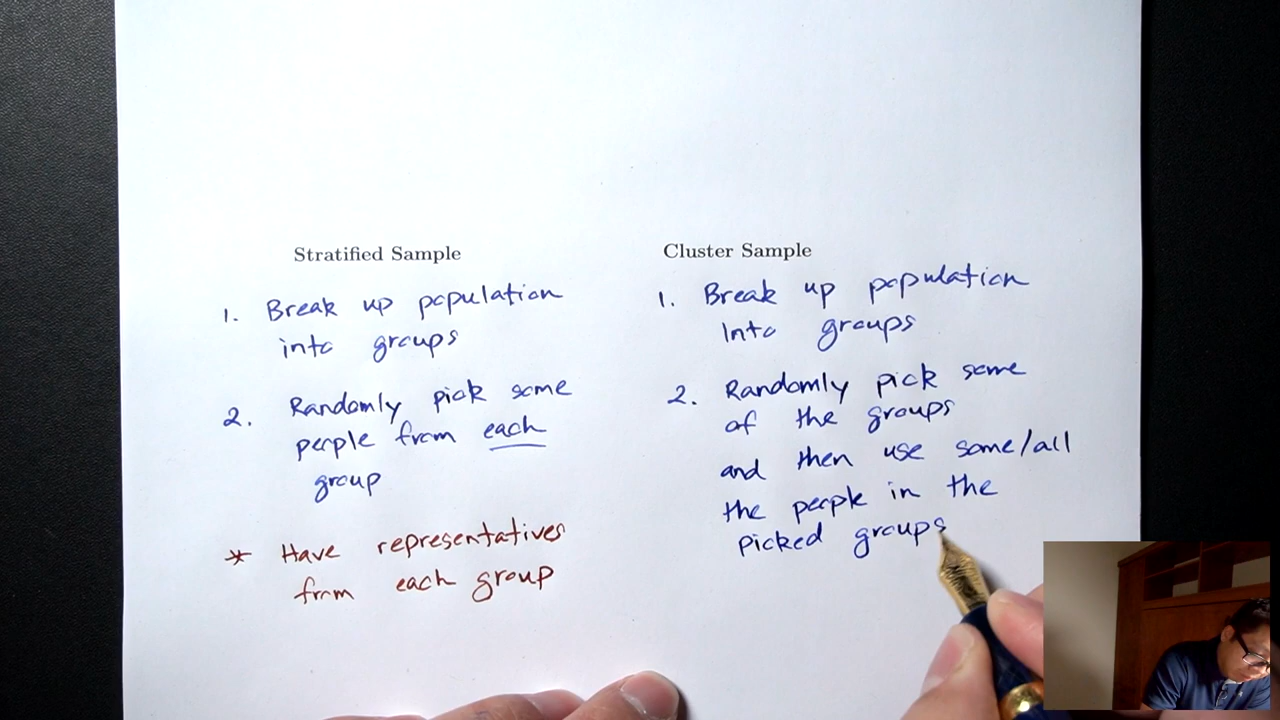 Stratified Sample
1. Break up population
into groups
2. Randomly pick some
people from each
group
* Have representatives
from each group
Cluster Sample
1. Break up population
Into groups
2. Randomly pick some
of the groups
and then use some/all
the people in the
picked groups